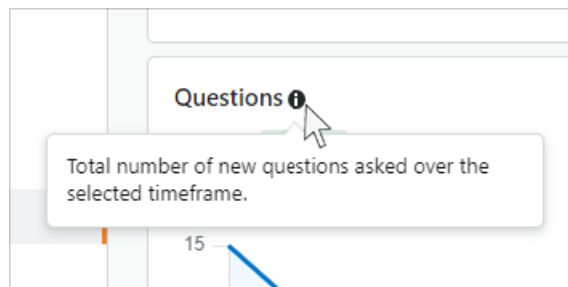 Questions
Total number of new questions asked over the
selected timeframe.
15